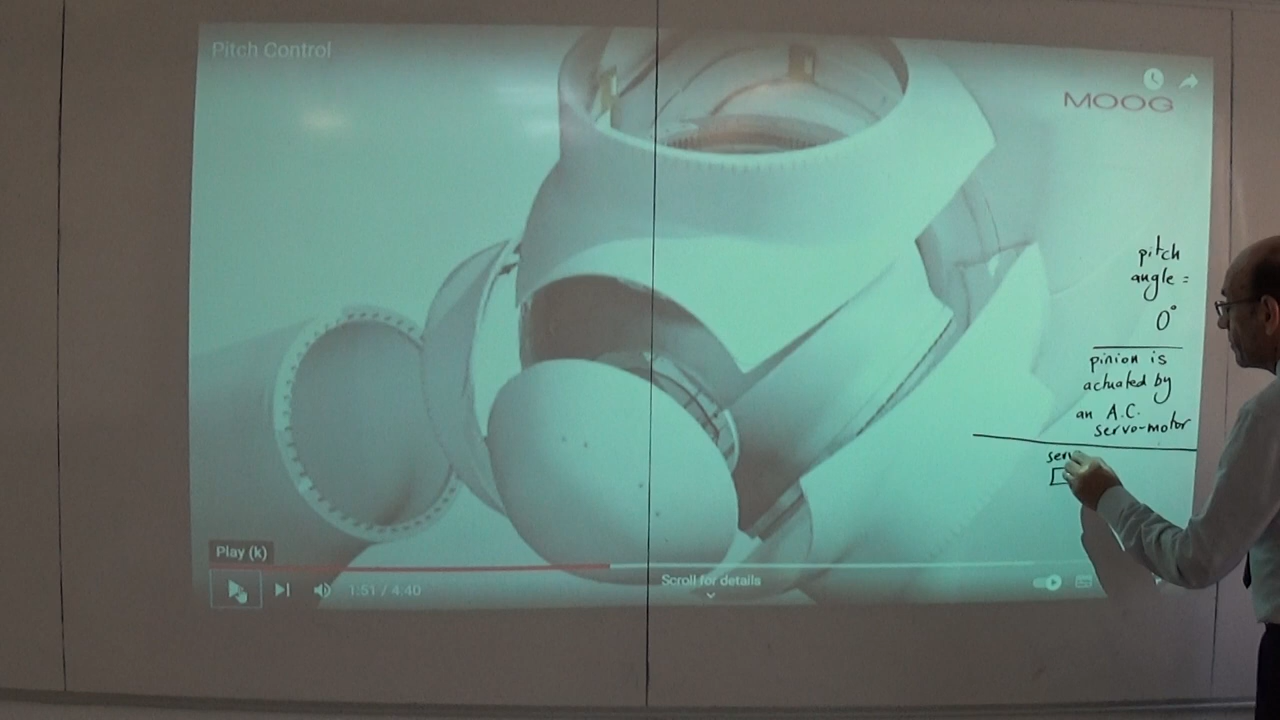 Pitch Control
MOOG
pitch
angle =
0°
pinion is
actuated by
an A.C.
servo-motor
Play (k)
1:51 / 4:40
Scroll for details